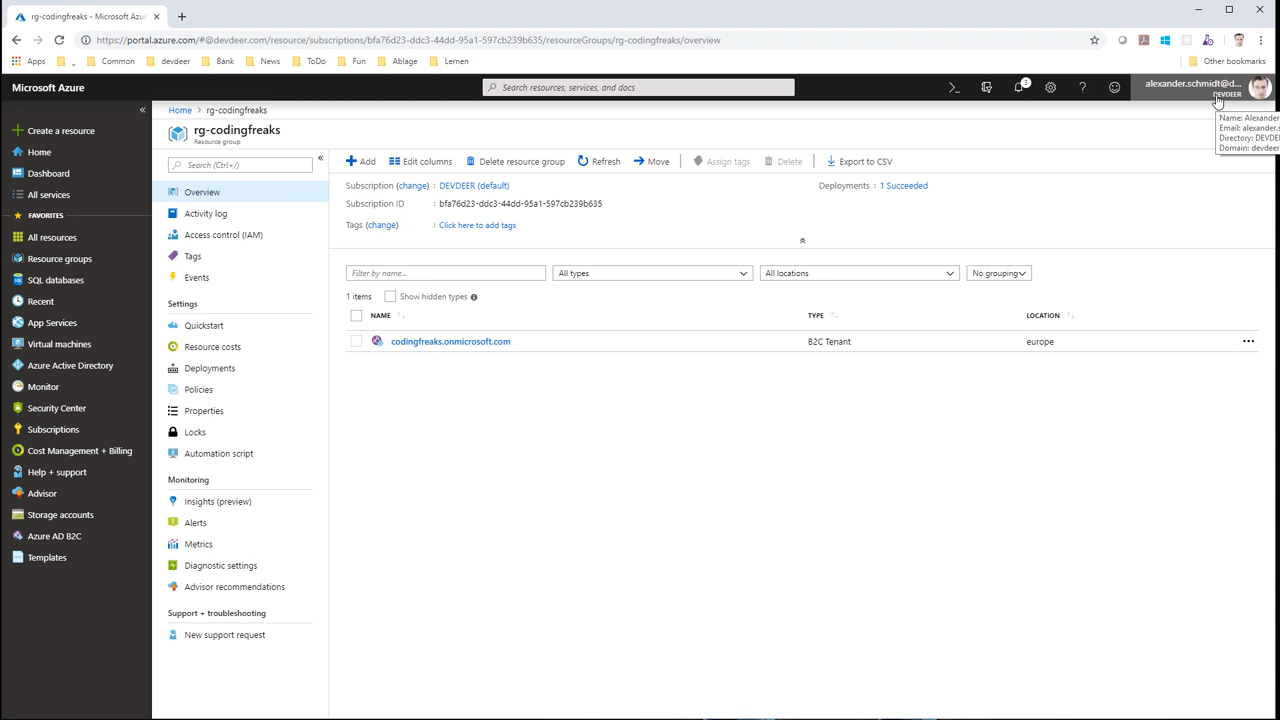 rg-codingfreaks - Microsoft Azu
https://portal.azure.com/#@devdeer.com/resource/subscriptions/bfa76d23-ddc3-44dd-95a1-597cb239b635/resourceGroups/rg-codingfreaks/overview
Apps _ Common devdeer Bank News ToDo Fun Ablage Lernen Other bookmarks
Microsoft Azure
Search resources, services, and docs
3
alexander.schmidt@d...
DEVDEER
Name: Alexander
Email: alexander.s
Directory: DEVDE
Domain: devdeer
Create a resource
Home
Dashboard
All services
FAVORITES
All resources
Resource groups
SQL databases
Recent
App Services
Virtual machines
Azure Active Directory
Monitor
Security Center
Subscriptions
Cost Management + Billing
Help + support
Advisor
Storage accounts
Azure AD B2C
Templates
Home rg-codingfreaks
rg-codingfreaks
Resource group
Search (Ctrl+/)
Overview
Activity log
Access control (IAM)
Tags
Events
Settings
Quickstart
Resource costs
Deployments
Policies
Properties
Locks
Automation script
Monitoring
Insights (preview)
Alerts
Metrics
Diagnostic settings
Advisor recommendations
Support + troubleshooting
New support request
Add Edit columns Delete resource group Refresh Move Assign tags Delete Export to CSV
Subscription (change) : DEVDEER (default) Deployments : 1 Succeeded
Subscription ID : bfa76d23-ddc3-44dd-95a1-597cb239b635
Tags (change) : Click here to add tags
Filter by name... All types All locations No grouping
1 items Show hidden types
NAME TYPE LOCATION
codingfreaks.onmicrosoft.com B2C Tenant europe